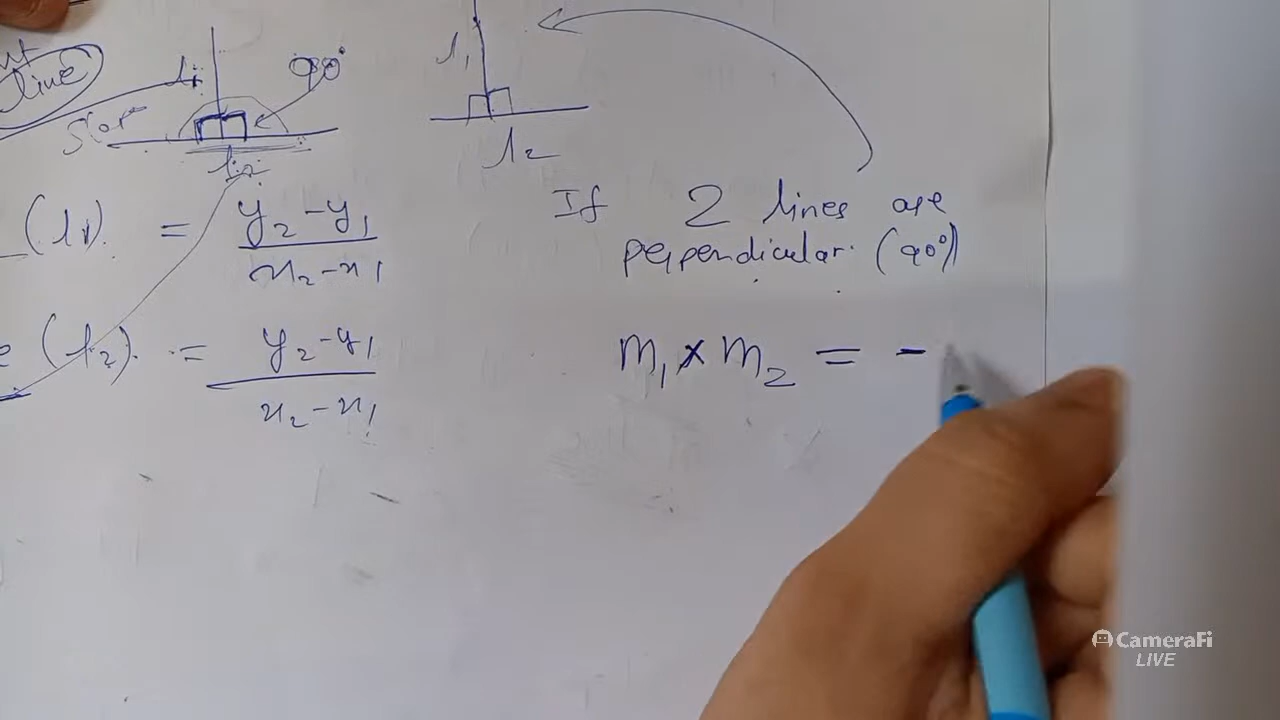 line
l₁
90°
l₂
l₁
l₂
(l₁). = y₂-y₁
x₂-x₁
(l₂). = y₂-y₁
x₂-x₁
If 2 lines are
perpendicular. (90°)
m₁ × m₂ = -
CameraFi
LIVE